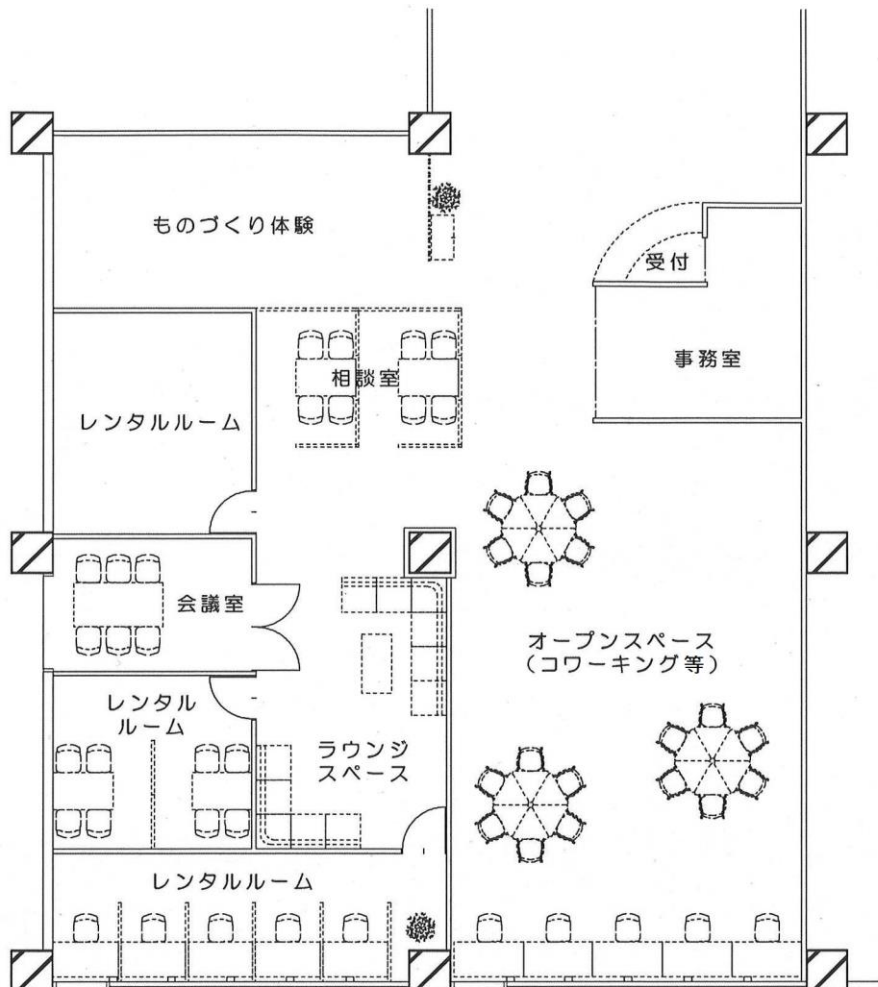 ものづくり体験
受付
事務室
相談室
レンタルルーム
会議室
オープンスペース
(コワーキング等)
レンタル
ルーム
ラウンジ
スペース
レンタルルーム